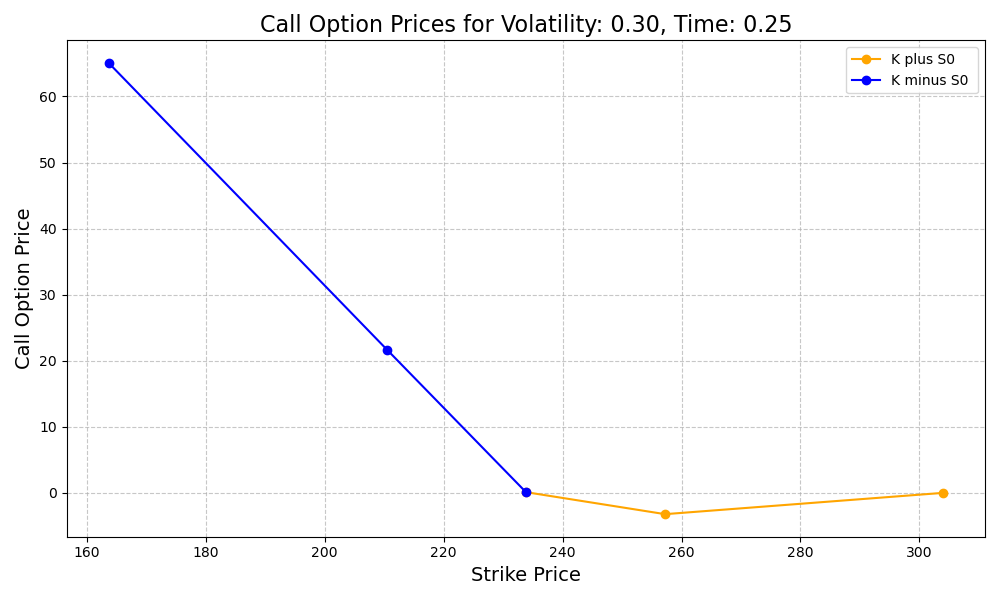 Call Option Prices for Volatility: 0.30, Time: 0.25
K plus S0
K minus S0
60
50
40
30
20
10
0
Call Option Price
160 180 200 220 240 260 280 300
Strike Price